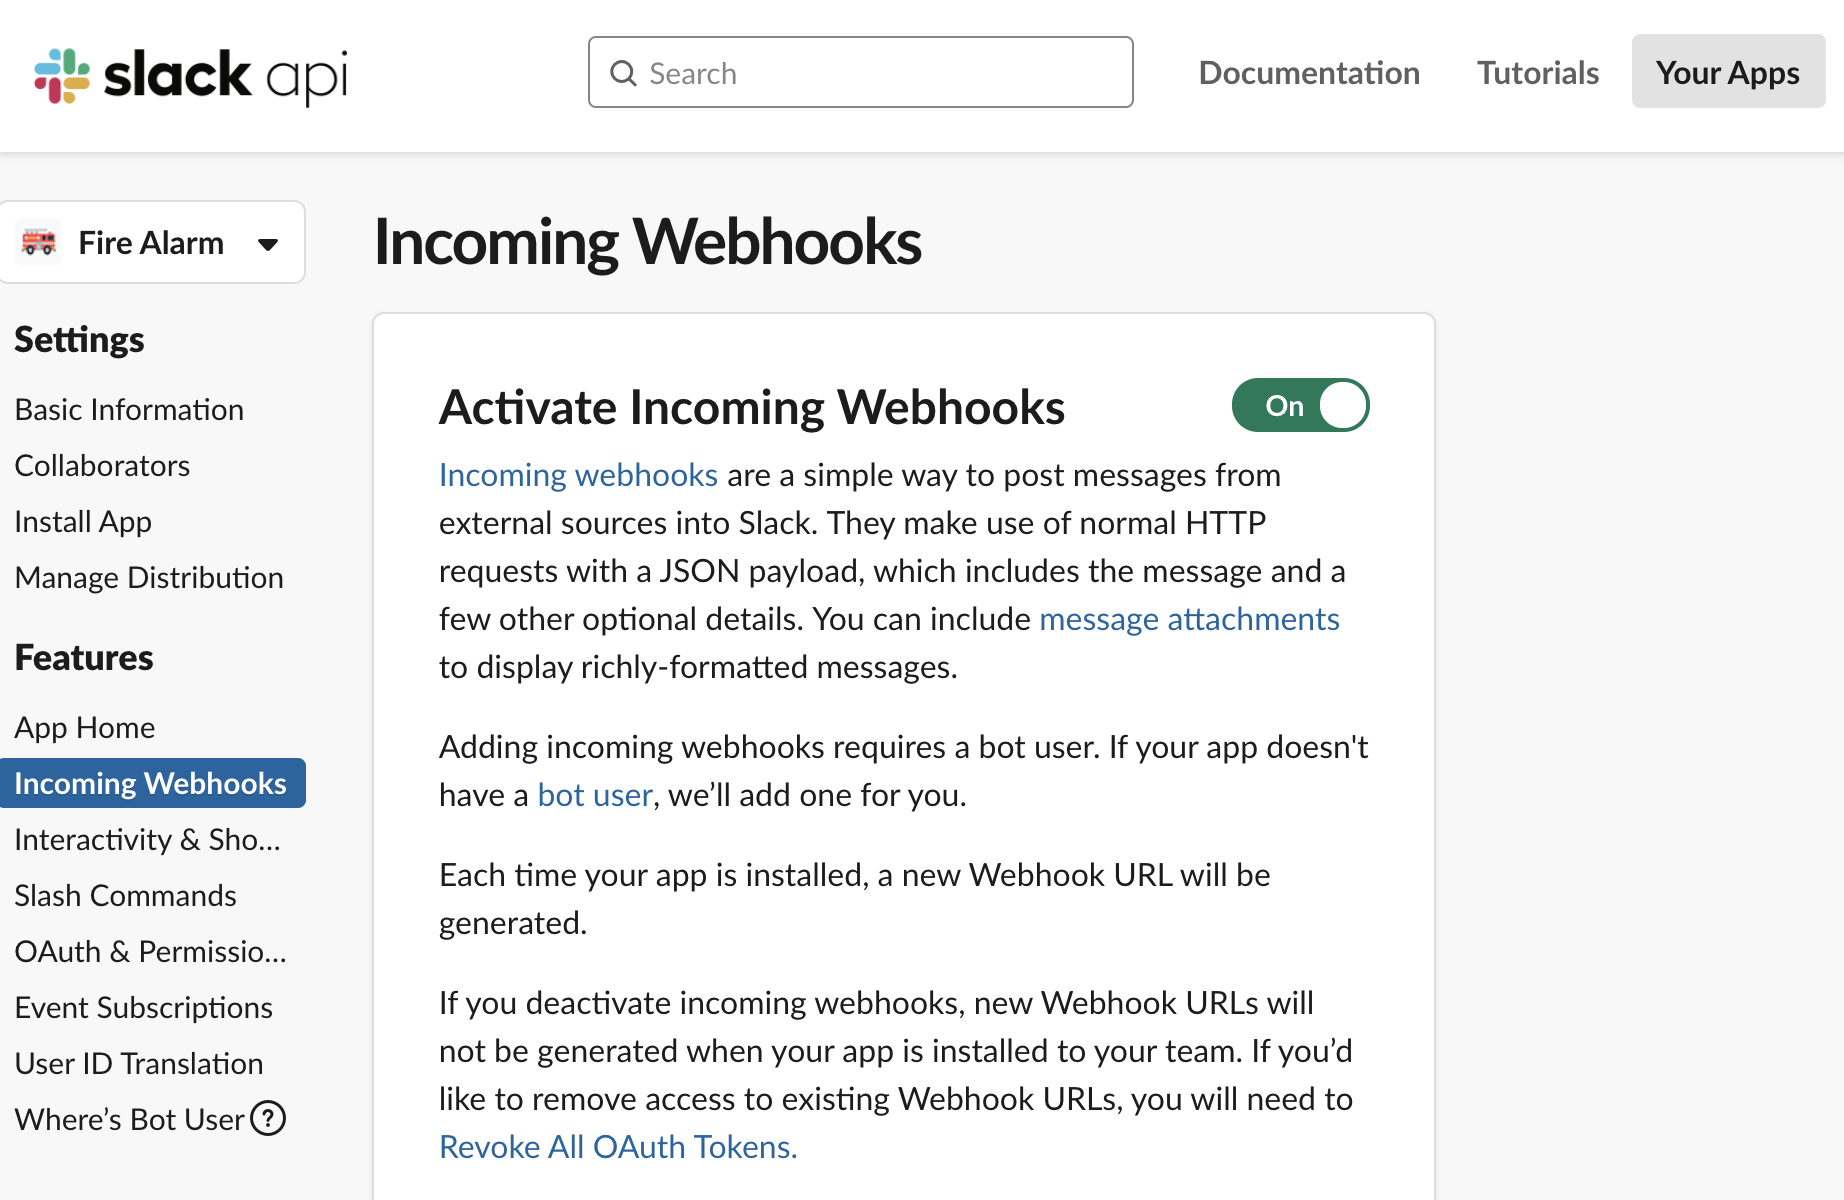 slack api
Search
Documentation
Tutorials
Your Apps
Fire Alarm
Settings
Basic Information
Collaborators
Install App
Manage Distribution
Features
App Home
Incoming Webhooks
Interactivity & Sho...
Slash Commands
OAuth & Permissio...
Event Subscriptions
User ID Translation
Where’s Bot User ?
Incoming Webhooks
Activate Incoming Webhooks
On
Incoming webhooks are a simple way to post messages from
external sources into Slack. They make use of normal HTTP
requests with a JSON payload, which includes the message and a
few other optional details. You can include message attachments
to display richly-formatted messages.
Adding incoming webhooks requires a bot user. If your app doesn't
have a bot user, we’ll add one for you.
Each time your app is installed, a new Webhook URL will be
generated.
If you deactivate incoming webhooks, new Webhook URLs will
not be generated when your app is installed to your team. If you’d
like to remove access to existing Webhook URLs, you will need to
Revoke All OAuth Tokens.